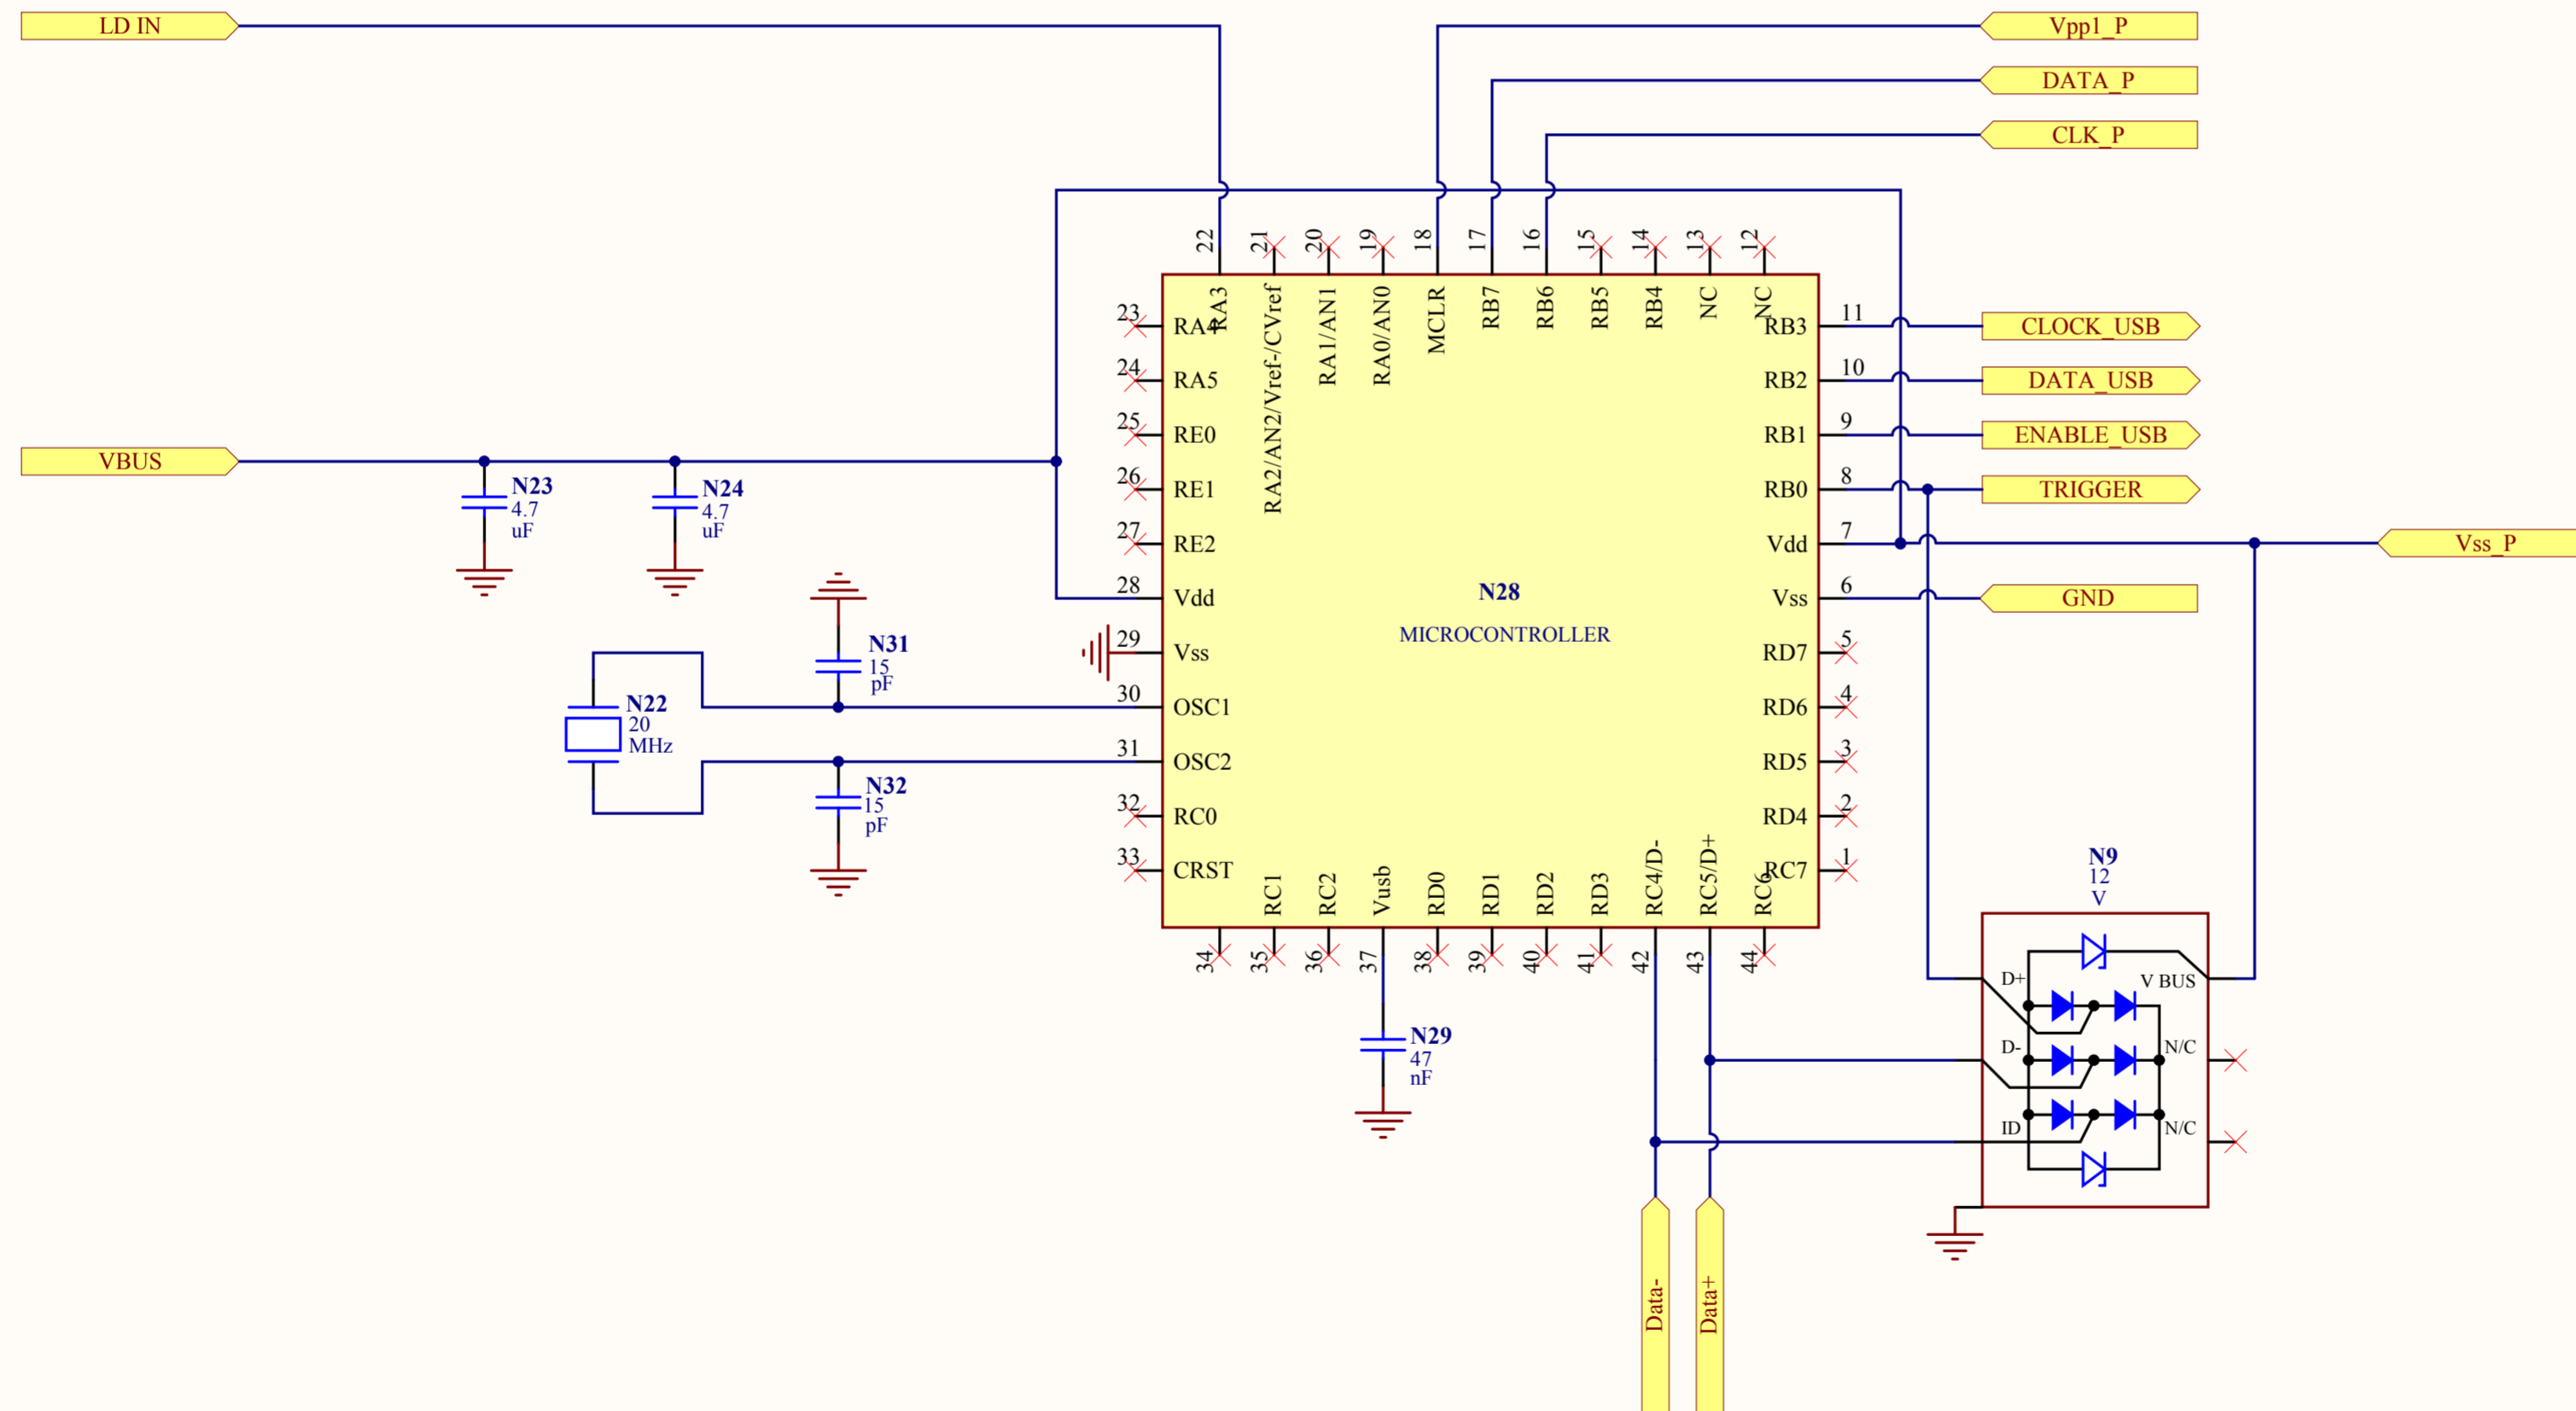 LD IN
Vpp1_P
DATA_P
CLK_P
22
21
20
19
18
17
16
15
14
13
12
RA3
RA2/AN2/Vref-/CVref
RA1/AN1
RA0/AN0
MCLR
RB7
RB6
RB5
RB4
NC
NC
23
RA4
RB3
11
CLOCK_USB
24
RA5
RB2
10
DATA_USB
25
RE0
RB1
9
ENABLE_USB
VBUS
26
RE1
RB0
8
TRIGGER
N23
4.7
uF
N24
4.7
uF
27
RE2
Vdd
7
Vss_P
28
Vdd
N28
MICROCONTROLLER
Vss
6
GND
29
Vss
RD7
5
N31
15
pF
30
OSC1
RD6
4
N22
20
MHz
31
OSC2
RD5
3
N32
15
pF
32
RC0
RD4
2
33
CRST
RC7
1
RC1
RC2
Vusb
RD0
RD1
RD2
RD3
RC4/D-
RC5/D+
RC6
34
35
36
37
38
39
40
41
42
43
44
N9
12
V
D+
V BUS
D-
N/C
ID
N/C
N29
47
nF
Data-
Data+